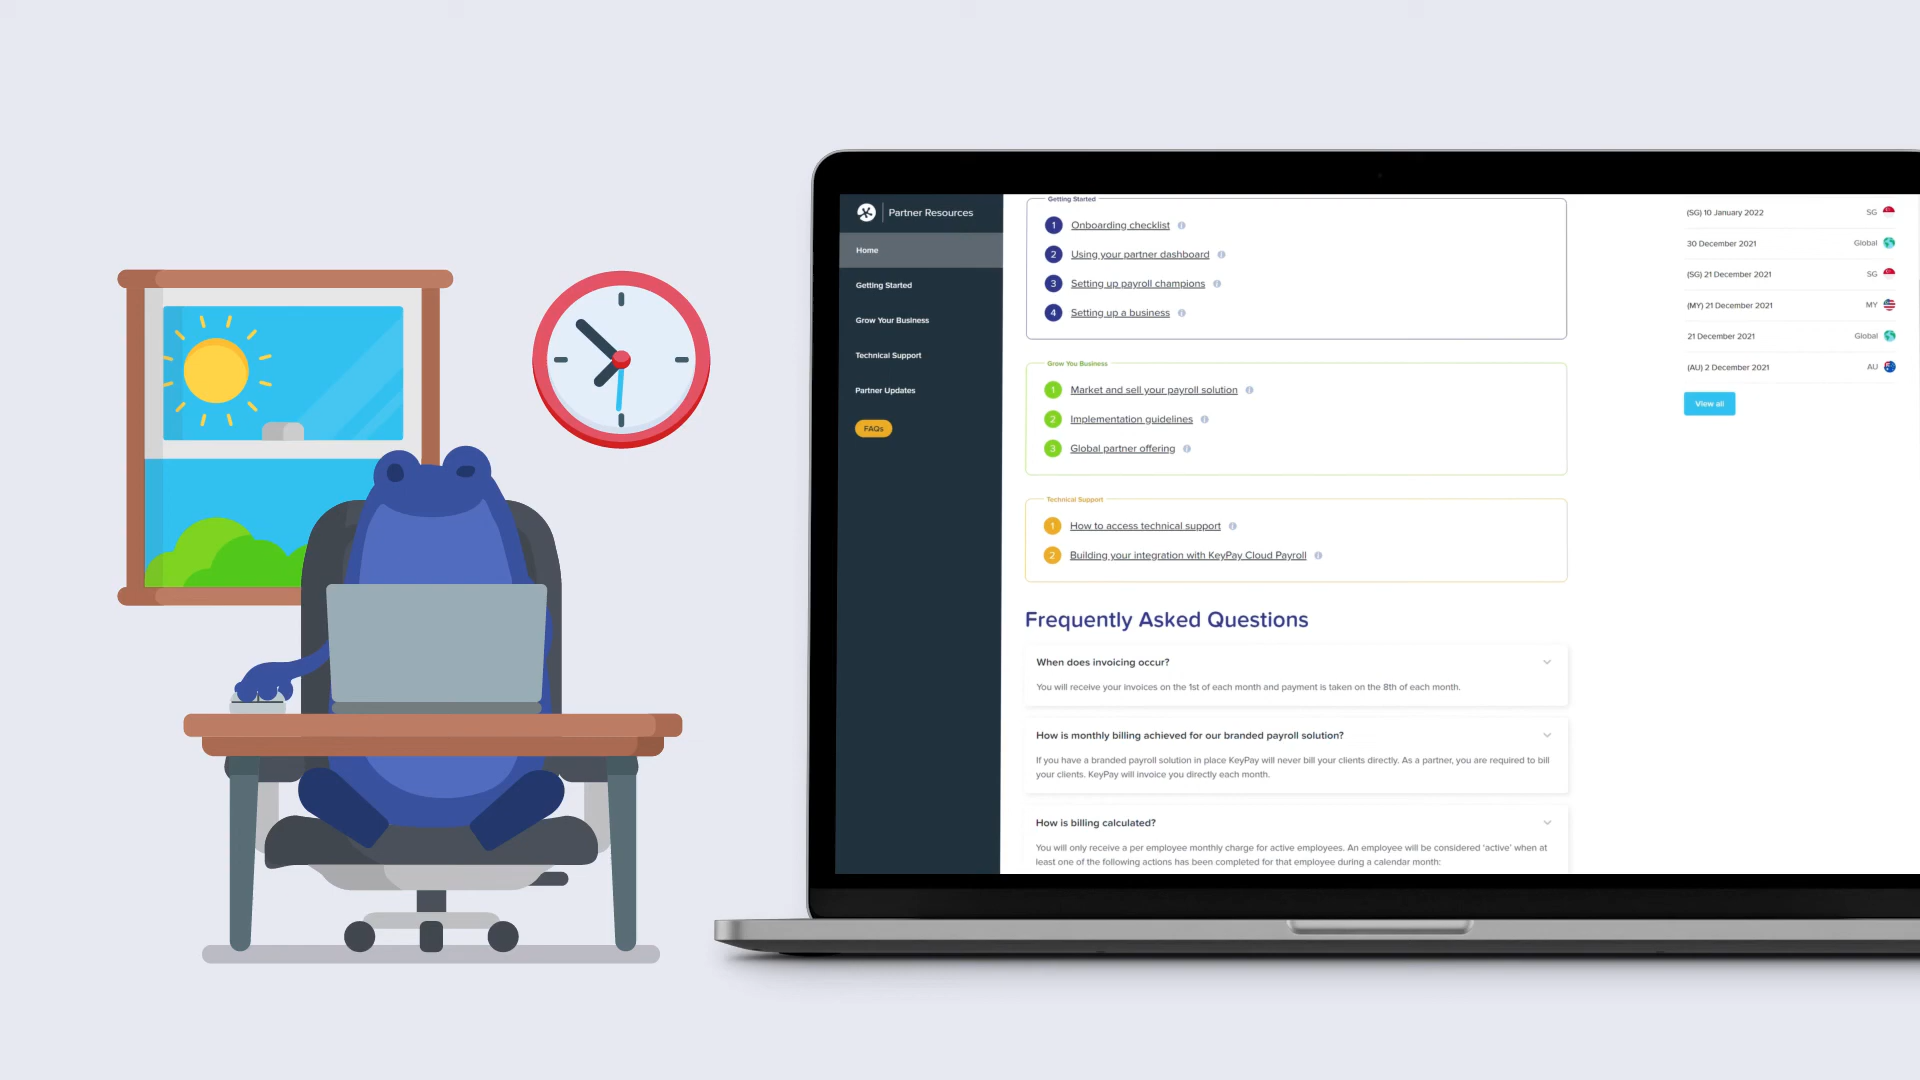 Partner Resources
Home
Getting Started
Grow Your Business
Technical Support
Partner Updates
FAQs
Getting Started
1 Onboarding checklist
2 Using your partner dashboard
3 Setting up payroll champions
4 Setting up a business
Grow You Business
1 Market and sell your payroll solution
2 Implementation guidelines
3 Global partner offering
Technical Support
1 How to access technical support
2 Building your integration with KeyPay Cloud Payroll
Frequently Asked Questions
When does invoicing occur?
You will receive your invoices on the 1st of each month and payment is taken on the 8th of each month.
How is monthly billing achieved for our branded payroll solution?
If you have a branded payroll solution in place KeyPay will never bill your clients directly. As a partner, you are required to bill
your clients. KeyPay will invoice you directly each month.
How is billing calculated?
You will only receive a per employee monthly charge for active employees. An employee will be considered 'active' when at
least one of the following actions has been completed for that employee during a calendar month:
(SG) 10 January 2022 SG
30 December 2021 Global
(SG) 21 December 2021 SG
(MY) 21 December 2021 MY
21 December 2021 Global
(AU) 2 December 2021 AU
View all